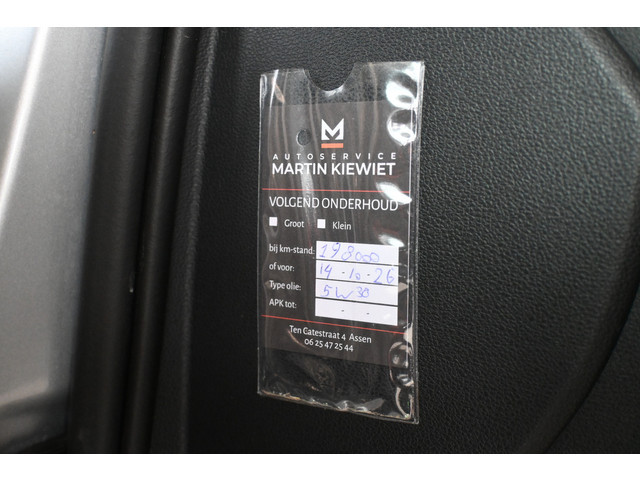 M
AUTOSERVICE
MARTIN KIEWIET
VOLGEND ONDERHOUD
Groot Klein
bij km-stand: 198000
of voor: 14-10-26
Type olie: 5W30
APK tot: - -
Ten Gatestraat 4 Assen
06 25 47 25 44